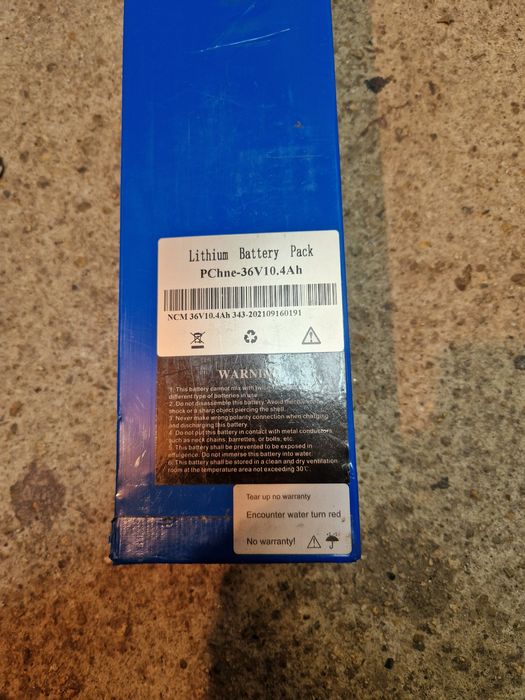 Lithium Battery Pack
PChne-36V10.4Ah
NCM 36V10.4Ah 343-202109160191
WARNING
1. This battery cannot mix with two
different type of batteries in use.
2. Do not disassemble this battery. Avoid mechanical
shock or a sharp object piercing the shell.
3. Never make wrong polarity connection when charging
and discharging this battery.
4. Do not put this battery in contact with metal conductors
such as neck chains, barrettes, or bolts, etc.
5. This battery shall be prevented to be exposed in
effulgence. Do not immerse this battery into water.
6. This battery shall be stored in a clean and dry ventilation
room at the temperature area not exceeding 30℃.
Tear up no warranty
Encounter water turn red
No warranty!